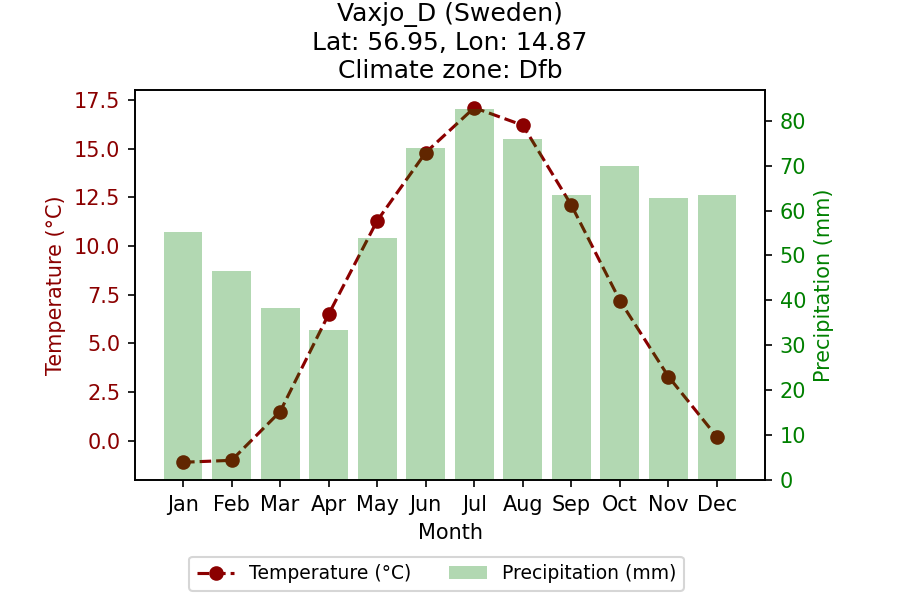 Vaxjo_D (Sweden)
Lat: 56.95, Lon: 14.87
Climate zone: Dfb
Temperature (°C)
17.5
15.0
12.5
10.0
7.5
5.0
2.5
0.0
80
70
60
50
40
30
20
10
0
Precipitation (mm)
Jan Feb Mar Apr May Jun Jul Aug Sep Oct Nov Dec
Month
Temperature (°C) Precipitation (mm)